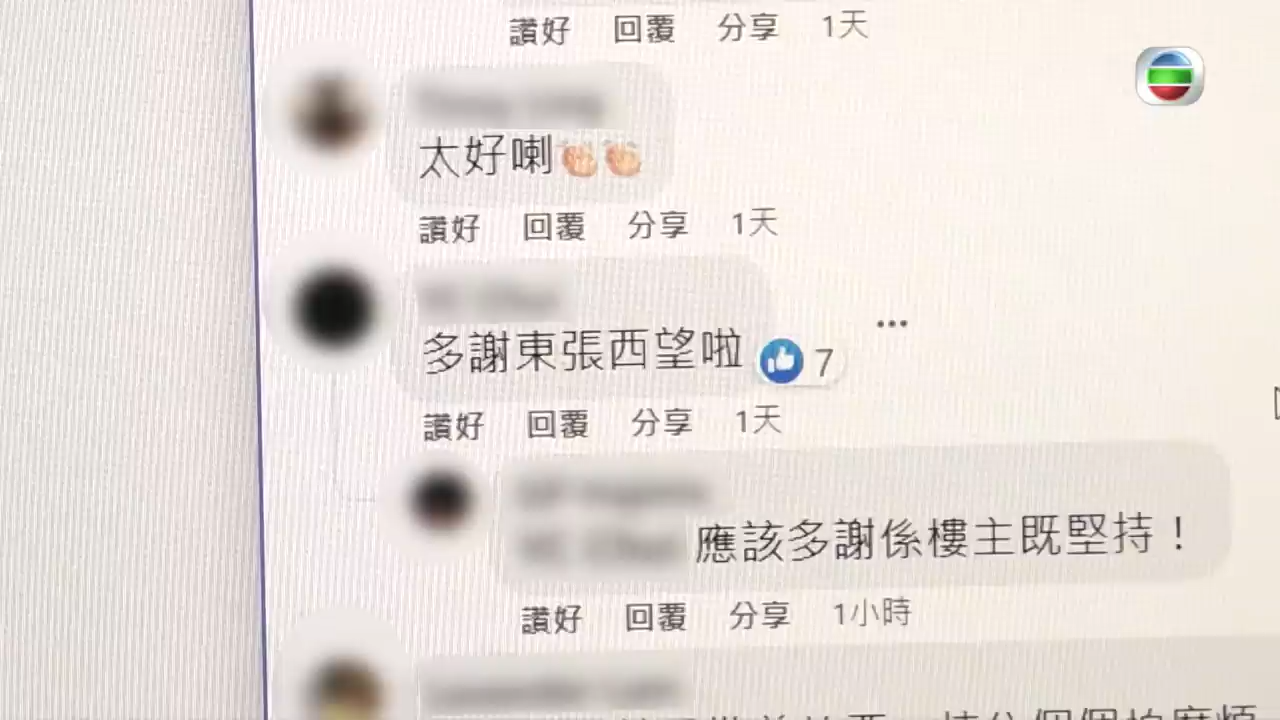 讚好 回覆 分享 1天
太好喇👏🏻👏🏻
讚好 回覆 分享 1天
多謝東張西望啦
7
讚好 回覆 分享 1天
應該多謝係樓主既堅持！
讚好 回覆 分享 1小時